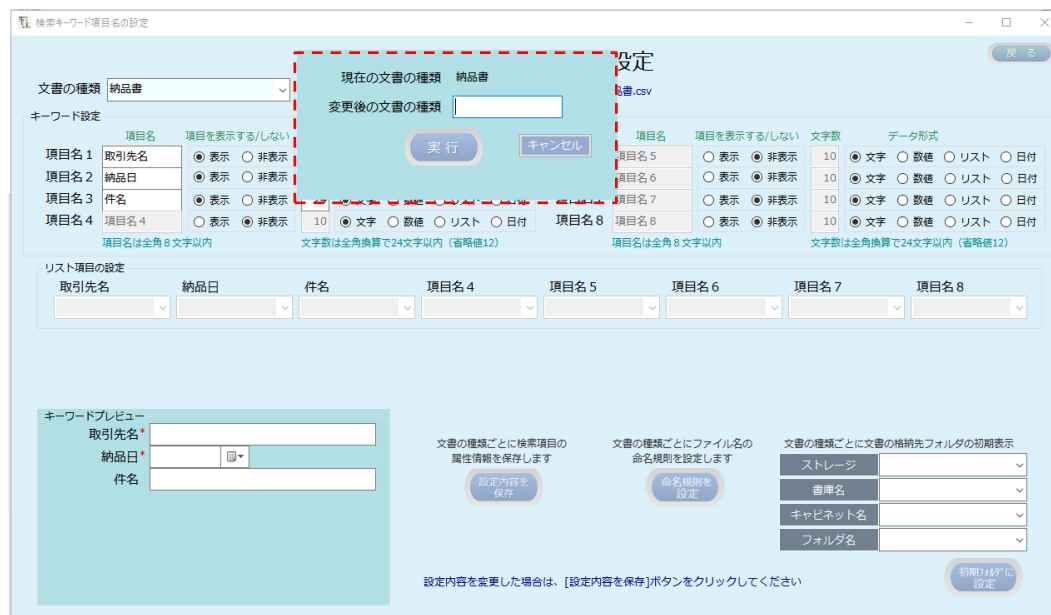 検索キーワード項目名の設定
設定
戻 る
現在の文書の種類 納品書
変更後の文書の種類
実 行 キャンセル
文書の種類 納品書
品書.csv
キーワード設定
項目名 項目を表示する/しない
項目名 項目を表示する/しない 文字数 データ形式
項目名1 取引先名 表示 非表示
項目名5 表示 非表示 10 文字 数値 リスト 日付
項目名2 納品日 表示 非表示
項目名6 表示 非表示 10 文字 数値 リスト 日付
項目名3 件名 表示 非表示
項目名7 表示 非表示 10 文字 数値 リスト 日付
項目名4 項目名4 表示 非表示 10 文字 数値 リスト 日付
項目名8 項目名8 表示 非表示 10 文字 数値 リスト 日付
項目名は全角8文字以内 文字数は全角換算で24文字以内（省略値12）
項目名は全角8文字以内 文字数は全角換算で24文字以内（省略値12）
リスト項目の設定
取引先名 納品日 件名 項目名4 項目名5 項目名6 項目名7 項目名8
キーワードプレビュー
取引先名*
納品日*
件名
文書の種類ごとに検索項目の
属性情報を保存します
設定内容を
保存
文書の種類ごとにファイル名の
命名規則を設定します
命名規則を
設定
文書の種類ごとに文書の格納先フォルダの初期表示
ストレージ
書庫名
キャビネット名
フォルダ名
初期ﾌｫﾙﾀﾞに
設定
設定内容を変更した場合は、[設定内容を保存]ボタンをクリックしてください